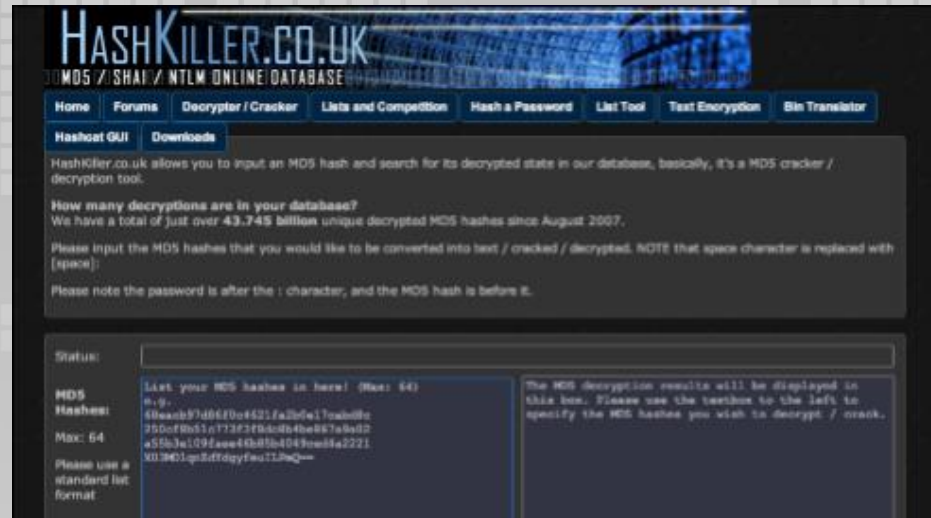 HASHKILLER.CO.UK
MD5 / SHA1 / NTLM ONLINE DATABASE
Home Forums Decrypter / Cracker Lists and Competition Hash a Password List Tool Text Encryption Bin Translator
Hashcat GUI Downloads
HashKiller.co.uk allows you to input an MD5 hash and search for its decrypted state in our database, basically, it's a MD5 cracker /
decryption tool.
How many decryptions are in your database?
We have a total of just over 43.745 billion unique decrypted MD5 hashes since August 2007.
Please input the MD5 hashes that you would like to be converted into text / cracked / decrypted. NOTE that space character is replaced with
[space]:
Please note the password is after the : character, and the MD5 hash is before it.
Status:
MD5
Hashes:
Max: 64
Please use a
standard list
format
List your MD5 hashes in here! (Max: 64)
e.g.
The MD5 decryption results will be displayed in
this box. Please use the textbox to the left to
specify the MD5 hashes you wish to decrypt / crack.